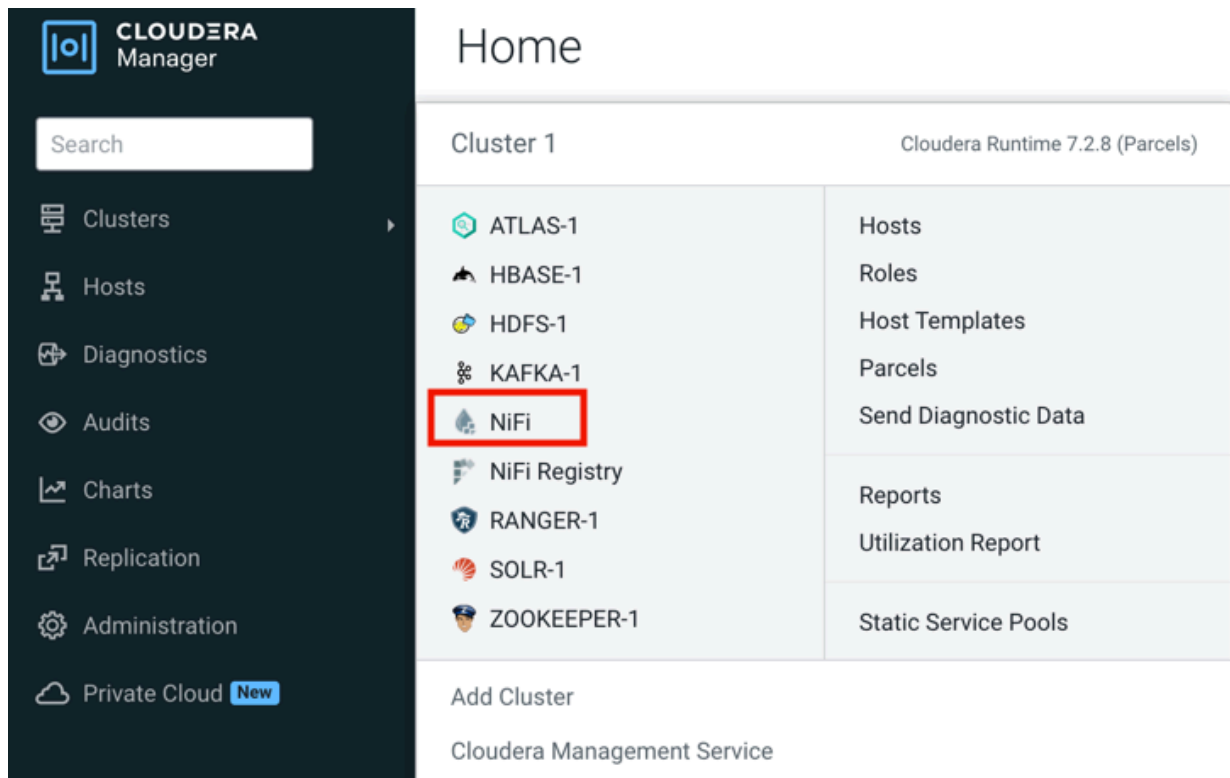 CLOUDERA
Manager
Search
Clusters
Hosts
Diagnostics
Audits
Charts
Replication
Administration
Private Cloud New
Home
Cluster 1
Cloudera Runtime 7.2.8 (Parcels)
ATLAS-1
HBASE-1
HDFS-1
KAFKA-1
NiFi
NiFi Registry
RANGER-1
SOLR-1
ZOOKEEPER-1
Hosts
Roles
Host Templates
Parcels
Send Diagnostic Data
Reports
Utilization Report
Static Service Pools
Add Cluster
Cloudera Management Service